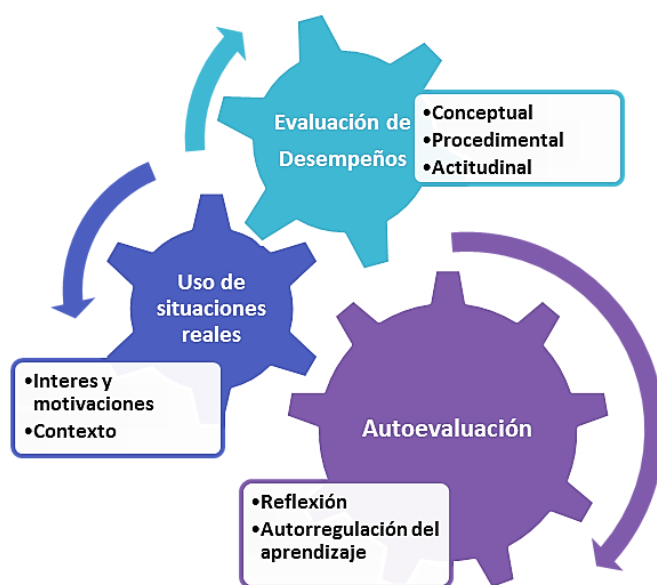 Evaluación de
Desempeños
•Conceptual
•Procedimental
•Actitudinal
Uso de
situaciones
reales
•Interes y
motivaciones
•Contexto
Autoevaluación
•Reflexión
•Autorregulación del
aprendizaje